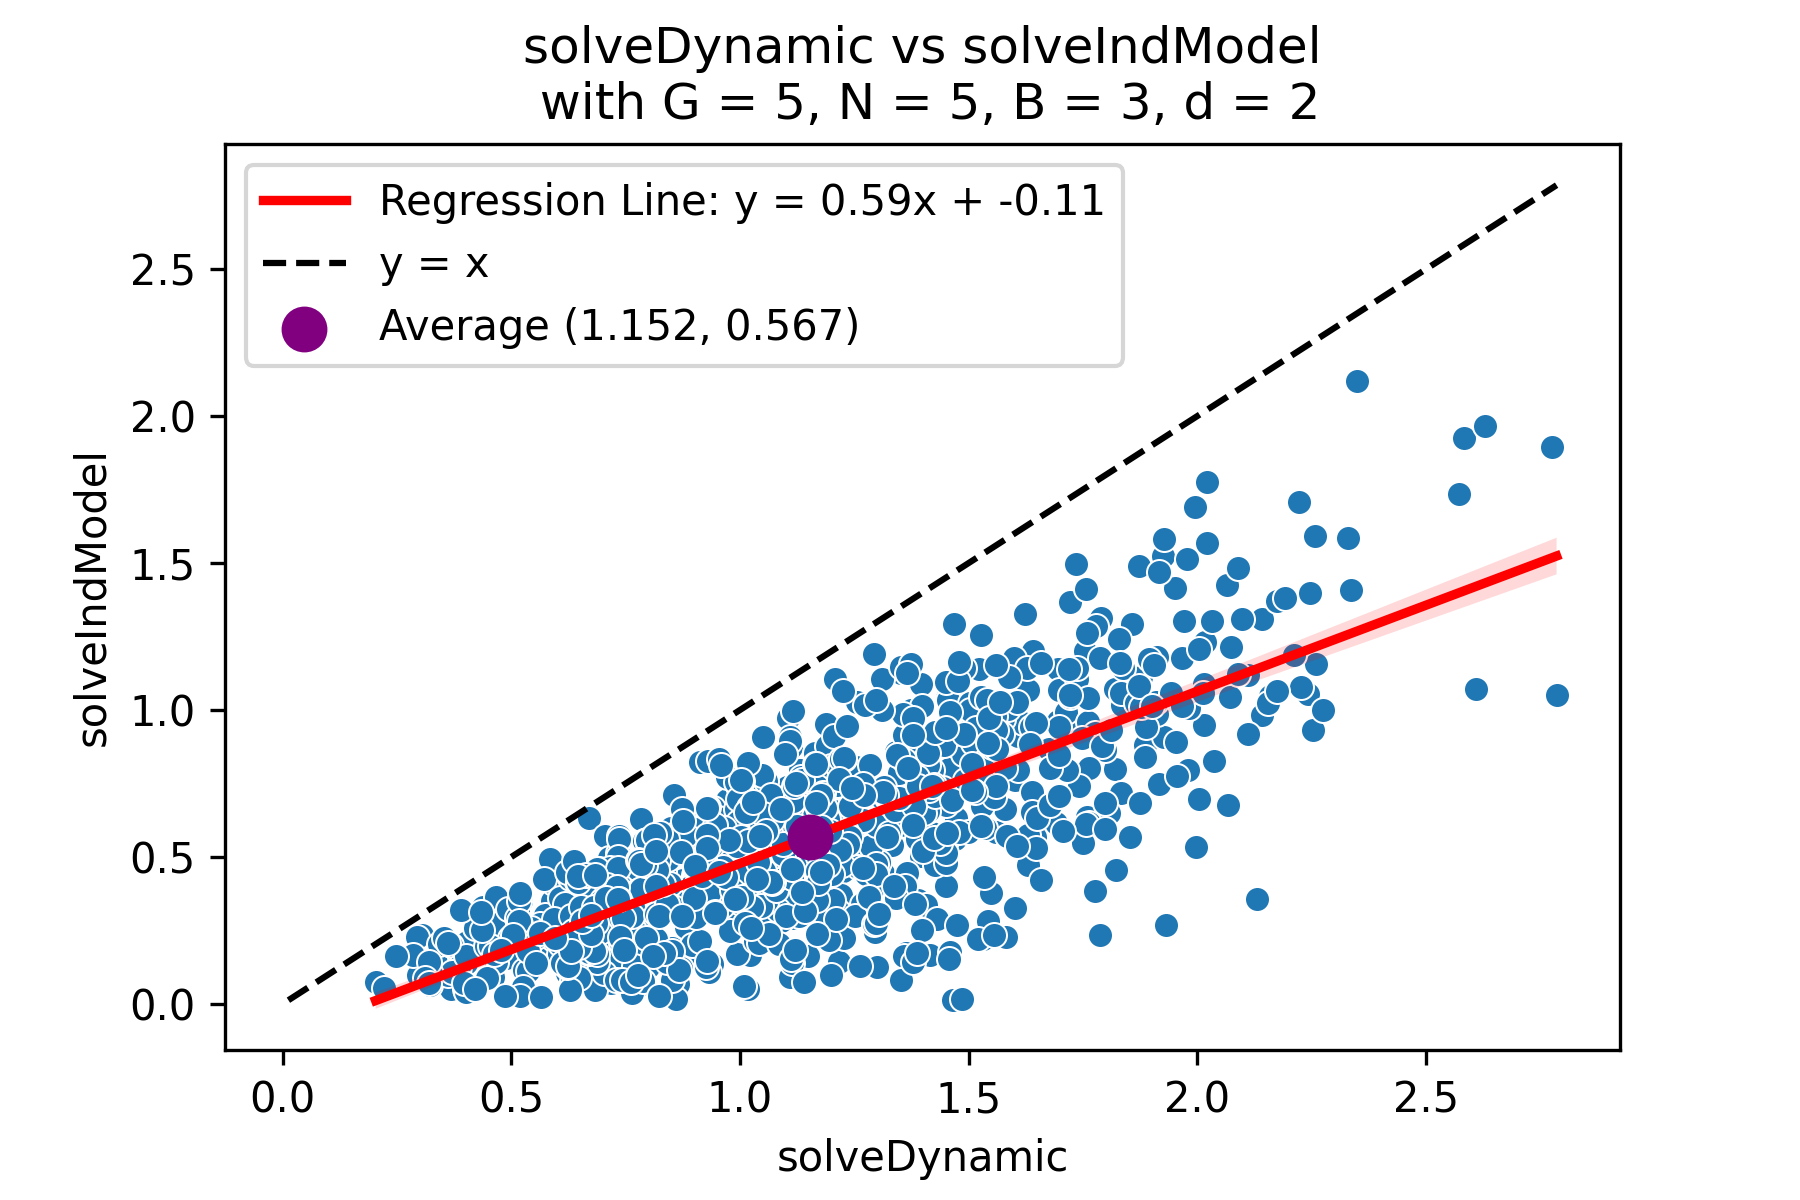 solveDynamic vs solveIndModel
with G = 5, N = 5, B = 3, d = 2
Regression Line: y = 0.59x + -0.11
y = x
Average (1.152, 0.567)
2.5
2.0
1.5
1.0
0.5
0.0
solveIndModel
0.0 0.5 1.0 1.5 2.0 2.5
solveDynamic